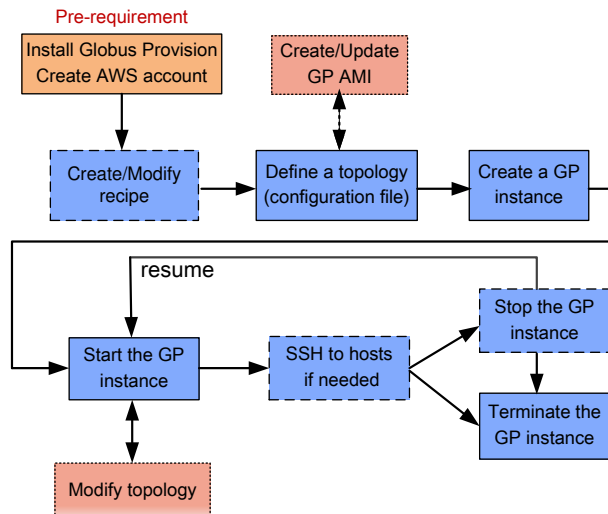 Pre-requirement
Install Globus Provision
Create AWS account
Create/Update
GP AMI
Create/Modify
recipe
Define a topology
(configuration file)
Create a GP
instance
resume
Start the GP
instance
SSH to hosts
if needed
Stop the GP
instance
Terminate the
GP instance
Modify topology